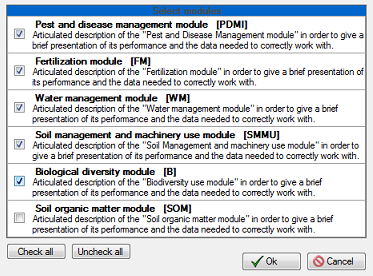 Select modules
Pest and disease management module [PDMI]
Articulated description of the "Pest and Disease Management module" in order to give a
brief presentation of its performance and the data needed to correctly work with.
Fertilization module [FM]
Articulated description of the "Fertilization module" in order to give a brief presentation of
its performance and the data needed to correctly work with.
Water management module [WM]
Articulated description of the "Water management module" in order to give a brief
presentation of its performance and the data needed to correctly work with.
Soil management and machinery use module [SMMU]
Articulated description of the "Soil Management and machinery use module" in order to
give a brief presentation of its performance and the data needed to correctly work with.
Biological diversity module [B]
Articulated description of the "Biodiversity use module" in order to give a brief
presentation of its performance and the data needed to correctly work with.
Soil organic matter module [SOM]
Articulated description of the "Soil organic matter module" in order to give a brief
presentation of its performance and the data needed to correctly work with.
Check all Uncheck all
Ok Cancel